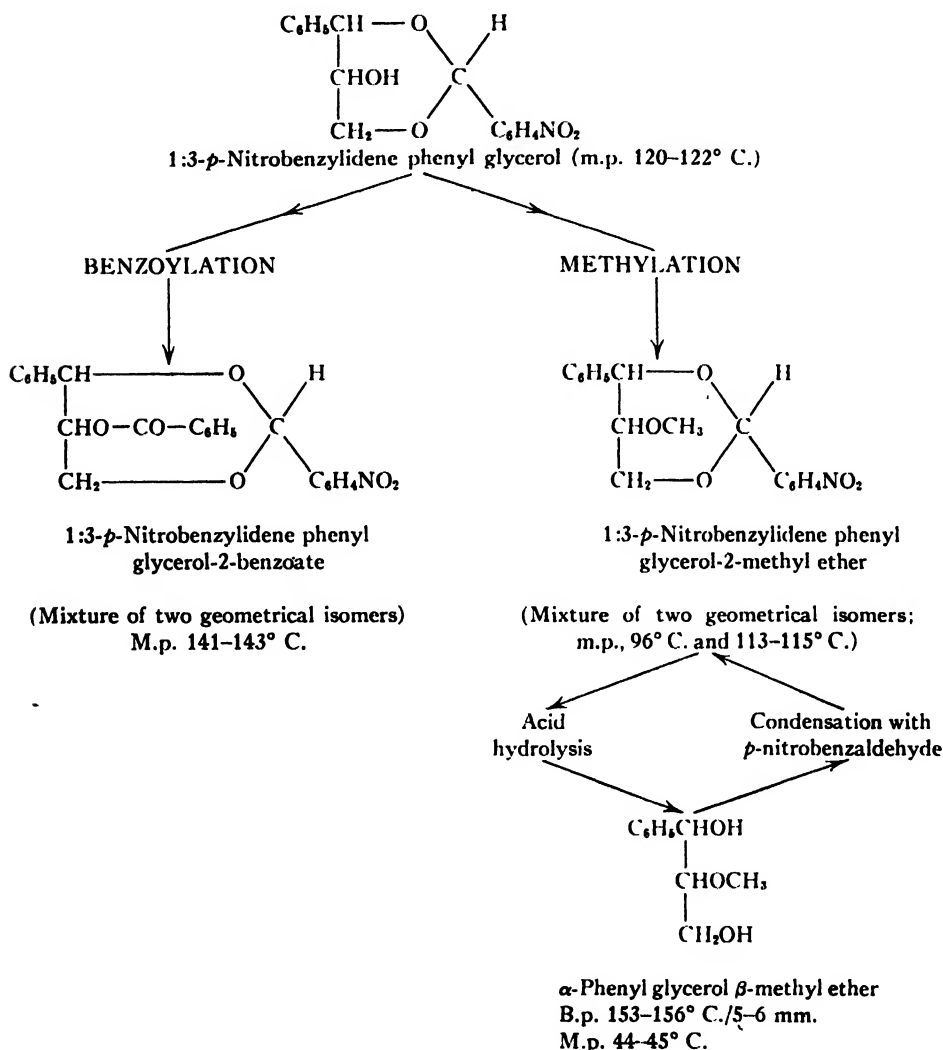 C₆H₅CH—O H
CHOH C
CH₂—O C₆H₄NO₂
1:3-p-Nitrobenzylidene phenyl glycerol (m.p. 120–122° C.)
BENZOYLATION METHYLATION
C₆H₅CH—O H C₆H₅CH—O H
CHO—CO—C₆H₅ C CHOCH₃ C
CH₂—O C₆H₄NO₂ CH₂—O C₆H₄NO₂
1:3-p-Nitrobenzylidene phenyl 1:3-p-Nitrobenzylidene phenyl
glycerol-2-benzoate glycerol-2-methyl ether
(Mixture of two geometrical isomers) (Mixture of two geometrical isomers;
M.p. 141–143° C. m.p., 96° C. and 113–115° C.)
Acid Condensation with
hydrolysis p-nitrobenzaldehyde
C₆H₅CHOH
CHOCH₃
CH₂OH
α-Phenyl glycerol β-methyl ether
B.p. 153–156° C./5–6 mm.
M.p. 44–45° C.